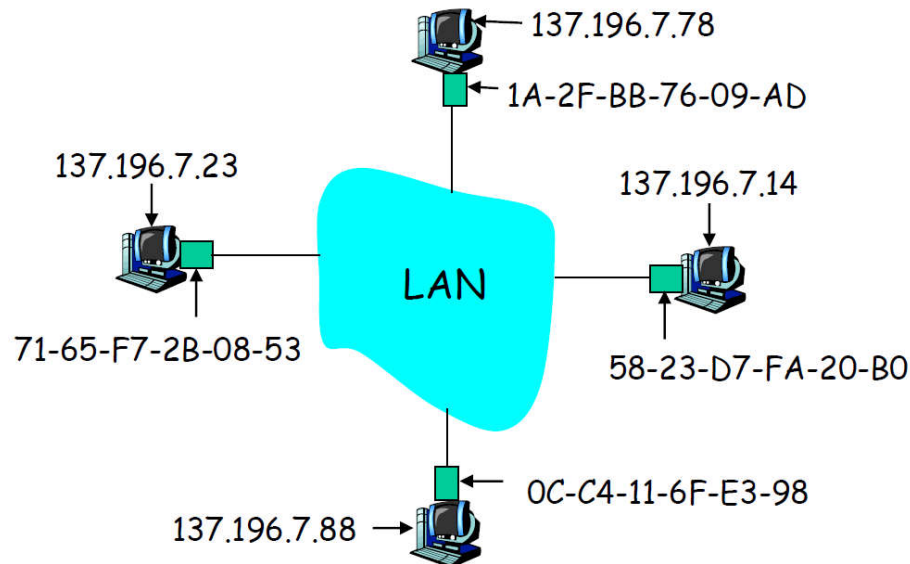 137.196.7.78
1A-2F-BB-76-09-AD
137.196.7.23
137.196.7.14
LAN
71-65-F7-2B-08-53
58-23-D7-FA-20-B0
0C-C4-11-6F-E3-98
137.196.7.88